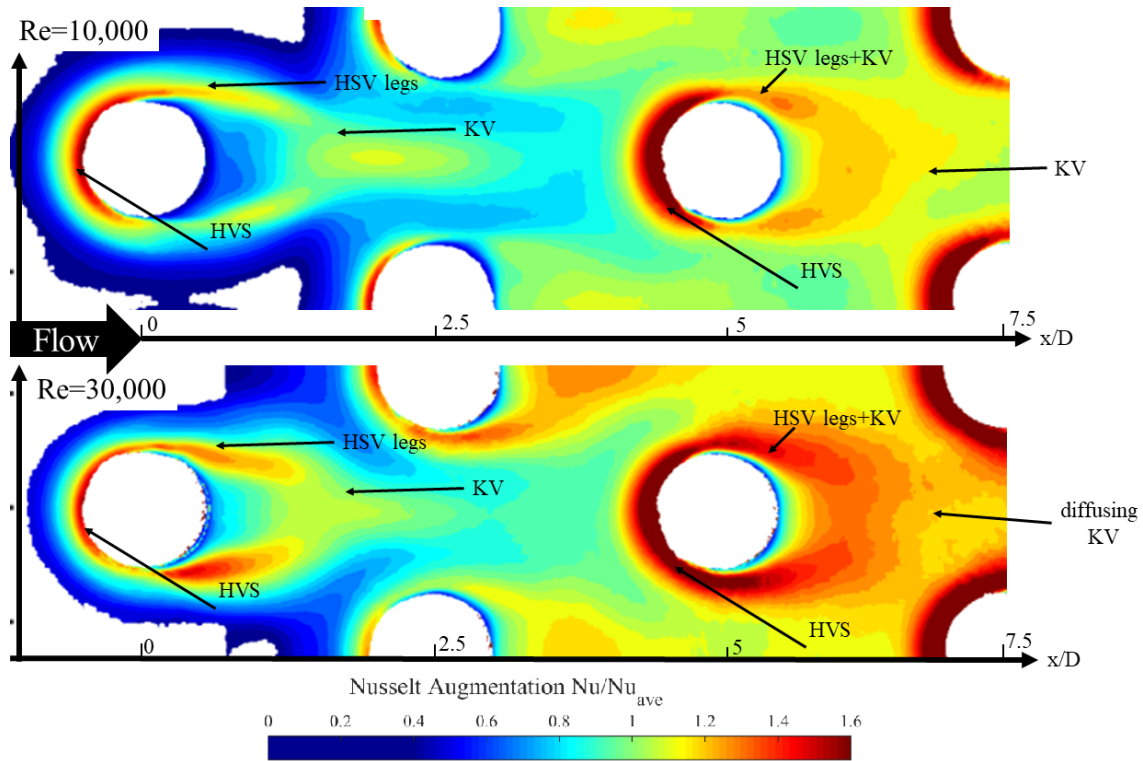 Re=10,000
HSV legs
KV
HVS
HSV legs+KV
KV
HVS
0
2.5
5
7.5
x/D
Flow
Re=30,000
HSV legs
KV
HVS
HSV legs+KV
diffusing
KV
HVS
0
2.5
5
7.5
x/D
Nusselt Augmentation Nu/Nu_ave
0 0.2 0.4 0.6 0.8 1 1.2 1.4 1.6